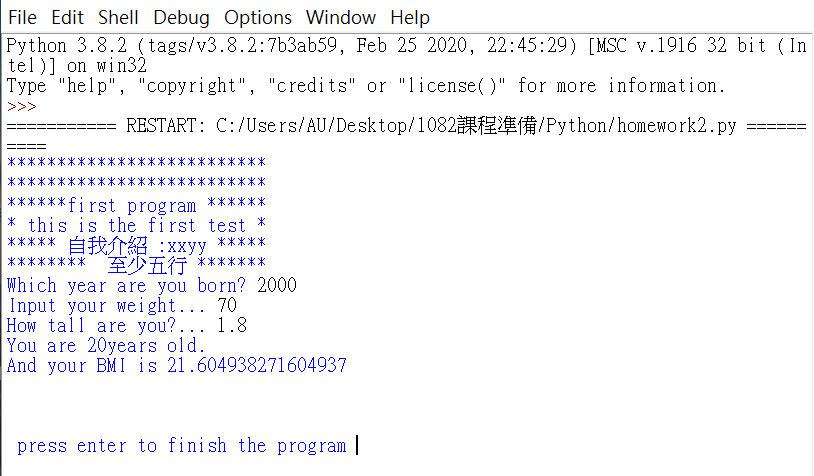 File Edit Shell Debug Options Window Help
Python 3.8.2 (tags/v3.8.2:7b3ab59, Feb 25 2020, 22:45:29) [MSC v.1916 32 bit (In
tel)] on win32
Type "help", "copyright", "credits" or "license()" for more information.
>>>
=========== RESTART: C:/Users/AU/Desktop/1082課程準備/Python/homework2.py ======
====
**************************
**************************
******first program ******
* this is the first test *
***** 自我介紹 :xxyy *****
********  至少五行 *******
Which year are you born? 2000
Input your weight... 70
How tall are you?... 1.8
You are 20years old.
And your BMI is 21.604938271604937
press enter to finish the program